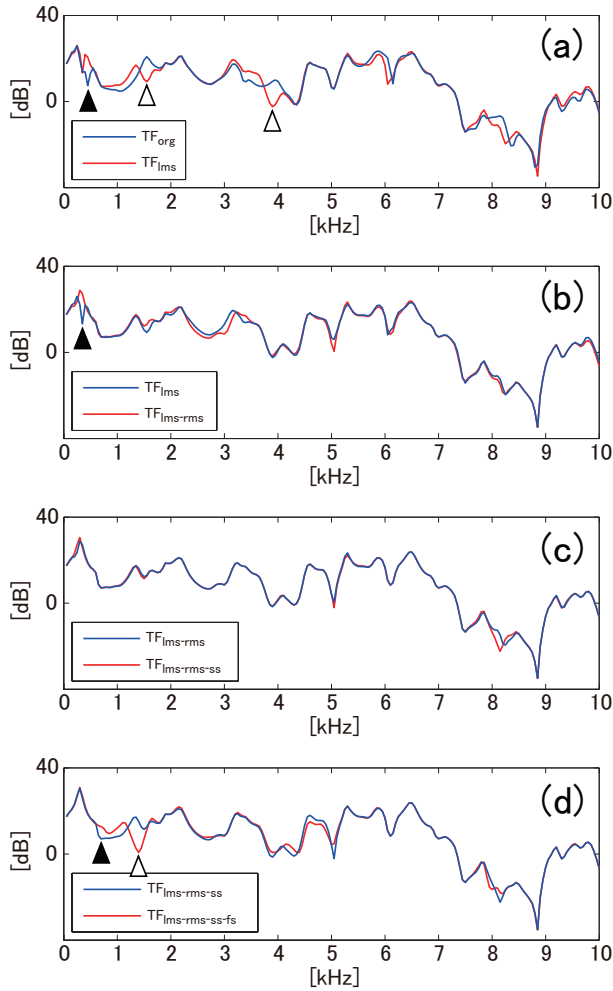 40
(a)
[dB]
0
TForg
TFlms
0 1 2 3 4 5 6 7 8 9 10
[kHz]
40
(b)
[dB]
0
TFlms
TFlms-rms
0 1 2 3 4 5 6 7 8 9 10
[kHz]
40
(c)
[dB]
0
TFlms-rms
TFlms-rms-ss
0 1 2 3 4 5 6 7 8 9 10
[kHz]
40
(d)
[dB]
0
TFlms-rms-ss
TFlms-rms-ss-fs
0 1 2 3 4 5 6 7 8 9 10
[kHz]